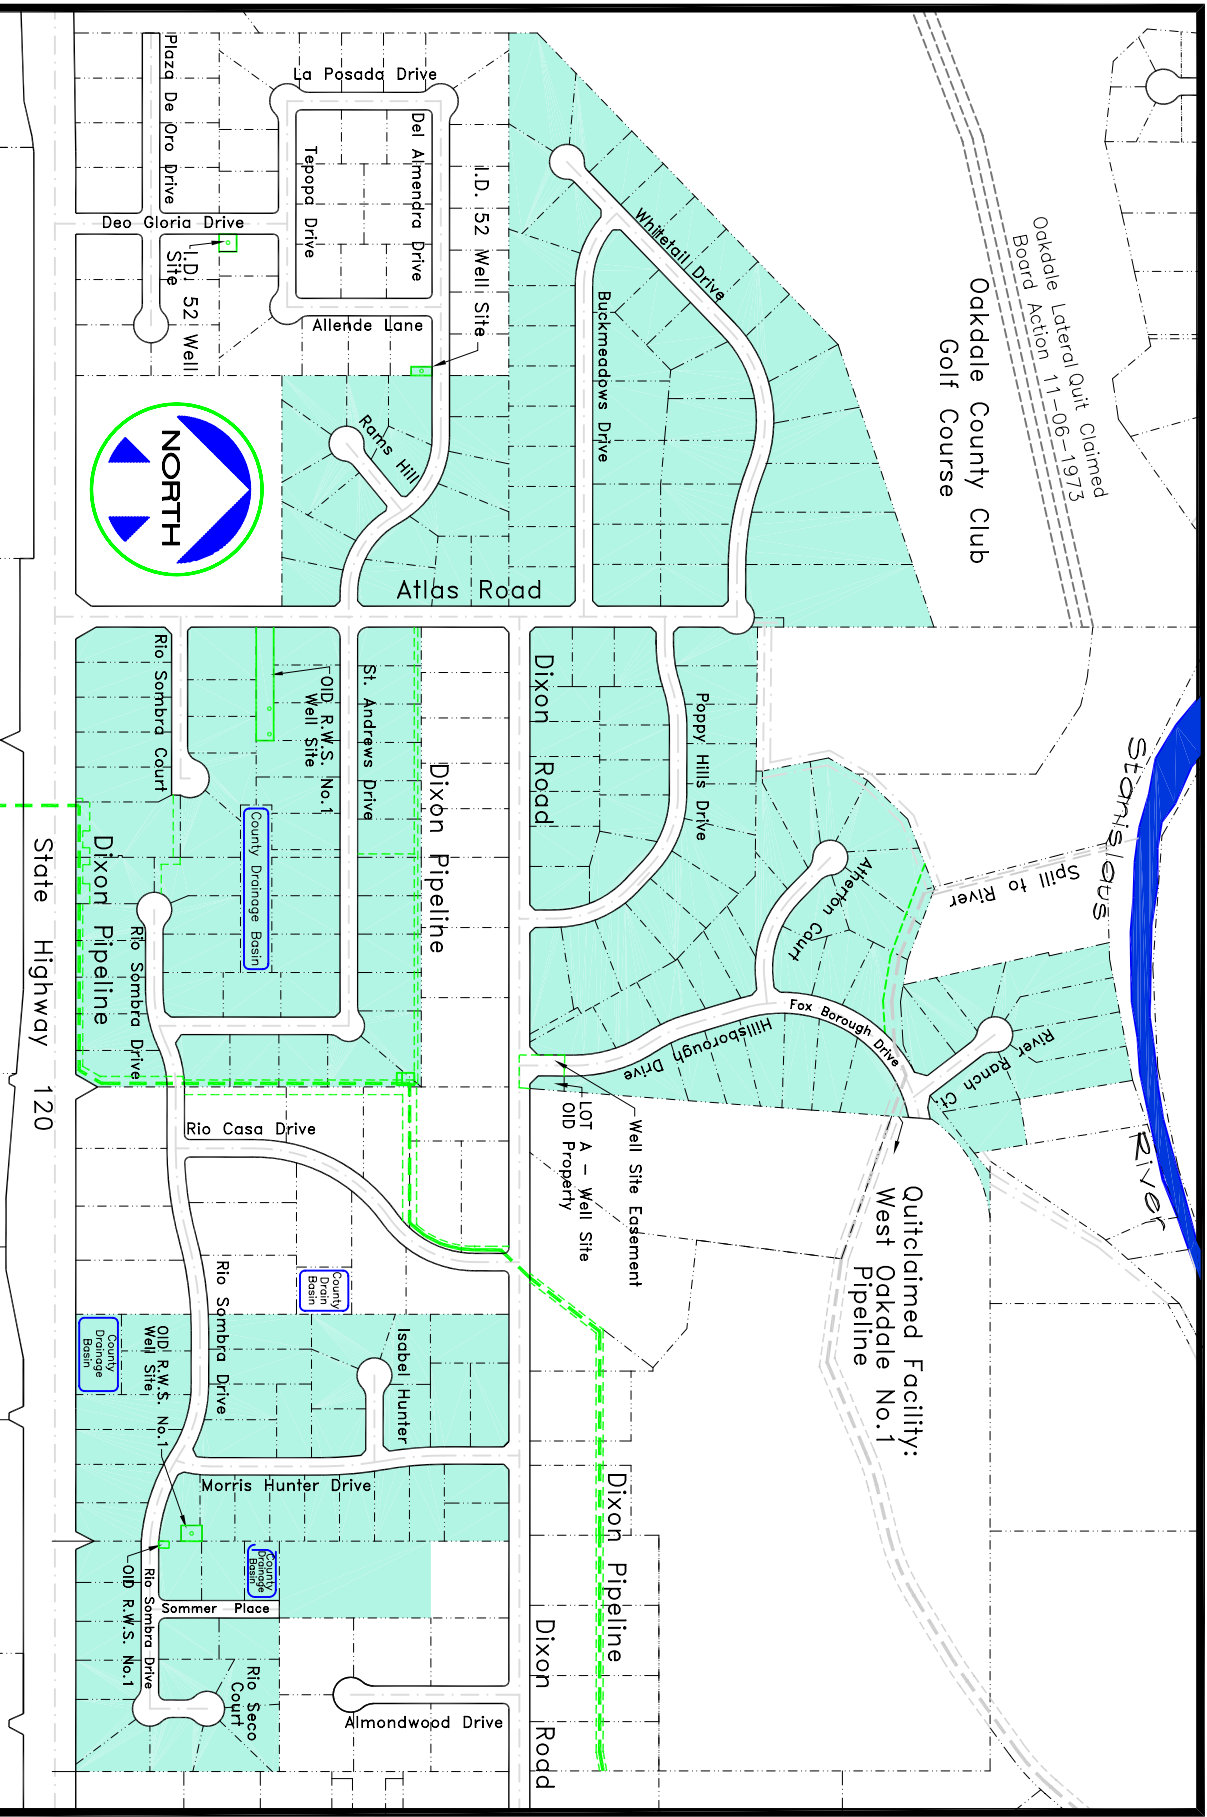 La Posada Drive
Plaza De Oro Drive
Del Almendra Drive
Tepopa Drive
Deo Gloria Drive
I.D. 52 Well Site
I.D. 52 Well
Site
Allende Lane
Whitetail Drive
Buckmeadows Drive
Oakdale Lateral Quit Claimed
Board Action 11-06-1973
Oakdale County Club
Golf Course
Rams Hill
NORTH
Atlas Road
Rio Sombra Court
OID R.W.S. No.1
Well Site
St. Andrews Drive
Dixon Pipeline
Dixon Road
Poppy Hills Drive
County Drainage Basin
Atherton Court
Spill to River
Stanislaus
River
State Highway 120
Dixon Pipeline
Rio Sombra Drive
Hillsborough Drive
Fox Borough Drive
River Ranch Ct.
Rio Casa Drive
LOT A - Well Site
OID Property
Well Site Easement
Quitclaimed Facility:
West Oakdale No.1
Pipeline
County
Drain
Basin
Rio Sombra Drive
County
Drainage
Basin
OID R.W.S. No.1
Well Site
Isabel Hunter
Morris Hunter Drive
Dixon Pipeline
County
Drainage
Basin
OID R.W.S. No.1
Rio Sombra Drive
Sommer Place
Rio Seco
Court
Almondwood Drive
Dixon Road